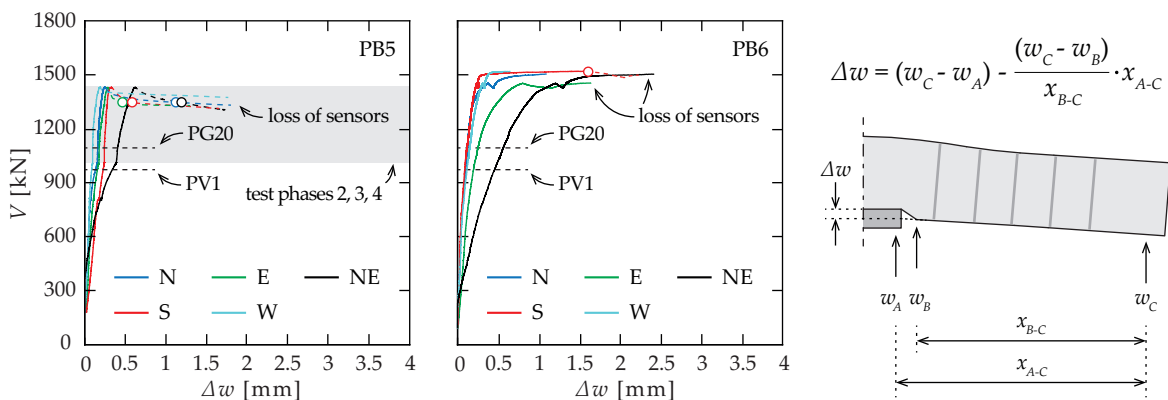 1800
1500
1200
900
600
300
0
V [kN]
PB5
loss of sensors
PG20
PV1
test phases 2, 3, 4
N E NE
S W
0 0.5 1 1.5 2 2.5 3 3.5 4
Δw [mm]
PB6
loss of sensors
PG20
PV1
N E NE
S W
0 0.5 1 1.5 2 2.5 3 3.5 4
Δw [mm]
Δw = (w_C - w_A) - (w_C - w_B) / x_B-C · x_A-C
Δw
w_A w_B w_C
x_B-C
x_A-C